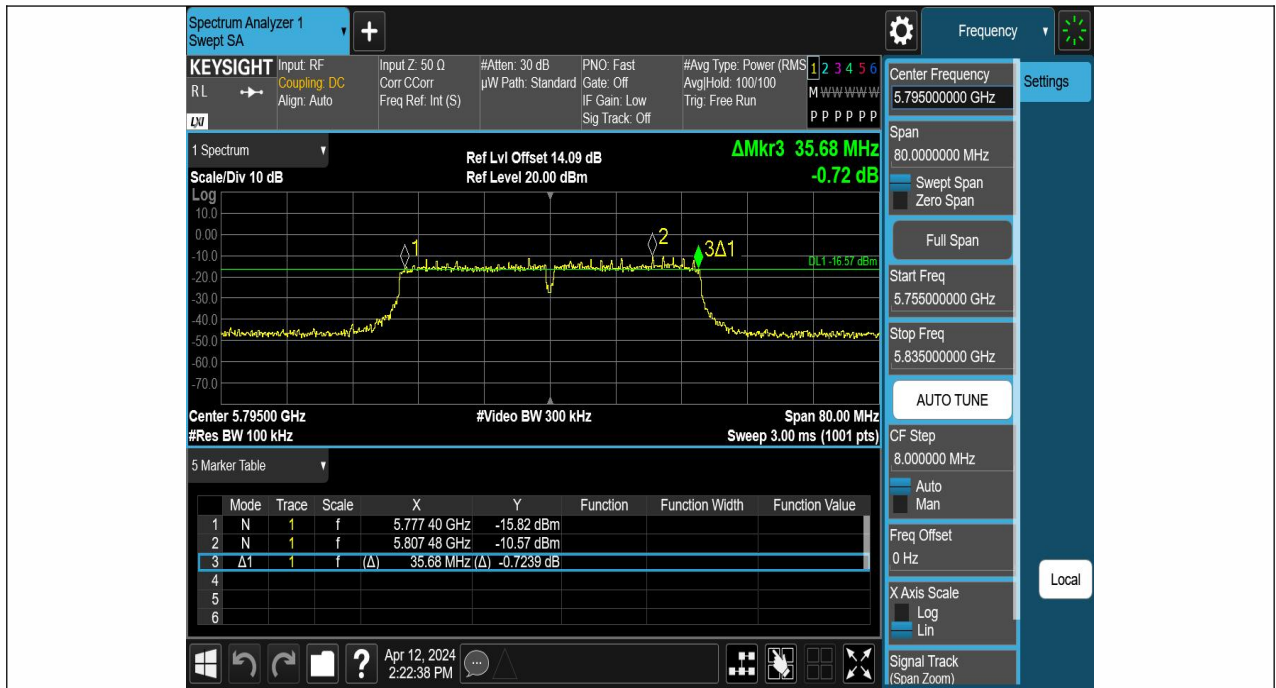 Spectrum Analyzer 1
Swept SA
+
Frequency
KEYSIGHT
RL
LXI
Input: RF
Coupling: DC
Align: Auto
Input Z: 50 Ω
Corr CCorr
Freq Ref: Int (S)
#Atten: 30 dB
µW Path: Standard
PNO: Fast
Gate: Off
IF Gain: Low
Sig Track: Off
#Avg Type: Power (RMS
Avg|Hold: 100/100
Trig: Free Run
1 2 3 4 5 6
M W W W W W
P P P P P P
Center Frequency
5.795000000 GHz
Settings
1 Spectrum
Scale/Div 10 dB
Ref Lvl Offset 14.09 dB
Ref Level 20.00 dBm
ΔMkr3 35.68 MHz
-0.72 dB
Span
80.0000000 MHz
Swept Span
Zero Span
Full Span
Start Freq
5.755000000 GHz
Stop Freq
5.835000000 GHz
AUTO TUNE
CF Step
8.000000 MHz
Auto
Man
Freq Offset
0 Hz
X Axis Scale
Log
Lin
Signal Track
(Span Zoom)
Local
Log
10.0
0.00
-10.0
-20.0
-30.0
-40.0
-50.0
-60.0
-70.0
1
2
3Δ1
DL1 -16.57 dBm
Center 5.79500 GHz
#Video BW 300 kHz
Span 80.00 MHz
#Res BW 100 kHz
Sweep 3.00 ms (1001 pts)
5 Marker Table
Mode Trace Scale X Y Function Function Width Function Value
1 N 1 f 5.777 40 GHz -15.82 dBm
2 N 1 f 5.807 48 GHz -10.57 dBm
3 Δ1 1 f (Δ) 35.68 MHz (Δ) -0.7239 dB
4
5
6
?
Apr 12, 2024
2:22:38 PM